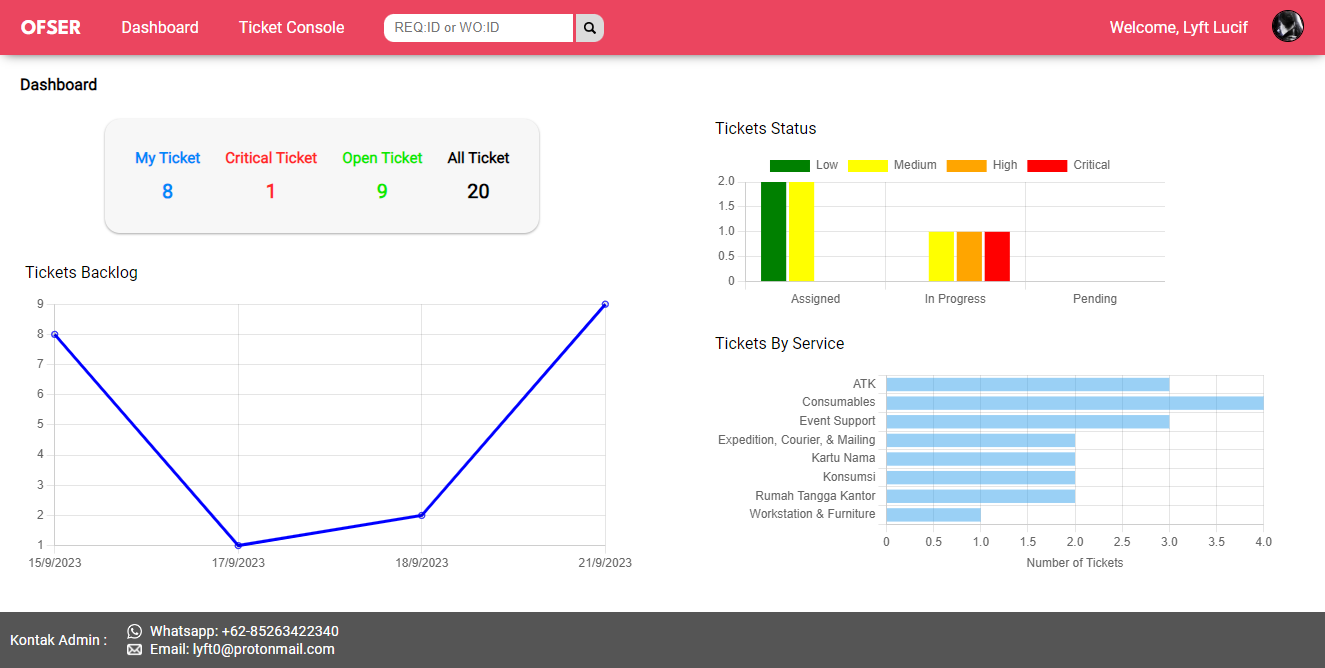 OFSER Dashboard Ticket Console REQ:ID or WO:ID Welcome, Lyft Lucif
Dashboard
My Ticket Critical Ticket Open Ticket All Ticket
8 1 9 20
Tickets Backlog
9
8
7
6
5
4
3
2
1
15/9/2023 17/9/2023 18/9/2023 21/9/2023
Tickets Status
Low Medium High Critical
2.0
1.5
1.0
0.5
0
Assigned In Progress Pending
Tickets By Service
ATK
Consumables
Event Support
Expedition, Courier, & Mailing
Kartu Nama
Konsumsi
Rumah Tangga Kantor
Workstation & Furniture
0 0.5 1.0 1.5 2.0 2.5 3.0 3.5 4.0
Number of Tickets
Kontak Admin :
Whatsapp: +62-85263422340
Email: lyft0@protonmail.com